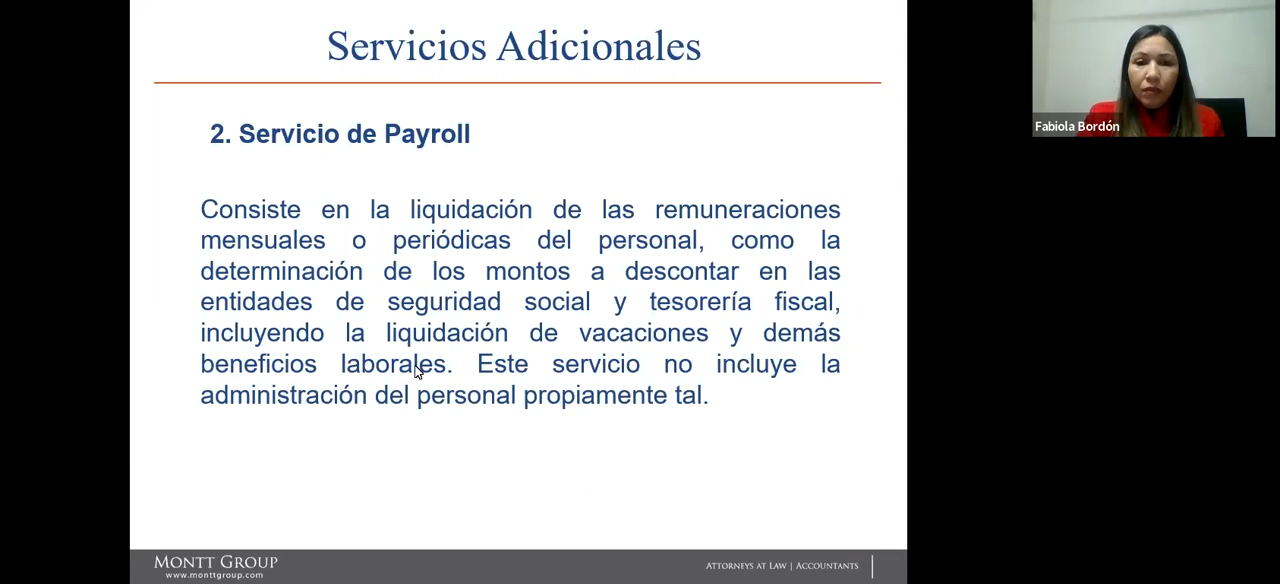 Servicios Adicionales
2. Servicio de Payroll
Consiste en la liquidación de las remuneraciones
mensuales o periódicas del personal, como la
determinación de los montos a descontar en las
entidades de seguridad social y tesorería fiscal,
incluyendo la liquidación de vacaciones y demás
beneficios laborales. Este servicio no incluye la
administración del personal propiamente tal.
MONTT GROUP
www.monttgroup.com
ATTORNEYS AT LAW | ACCOUNTANTS
Fabiola Bordón